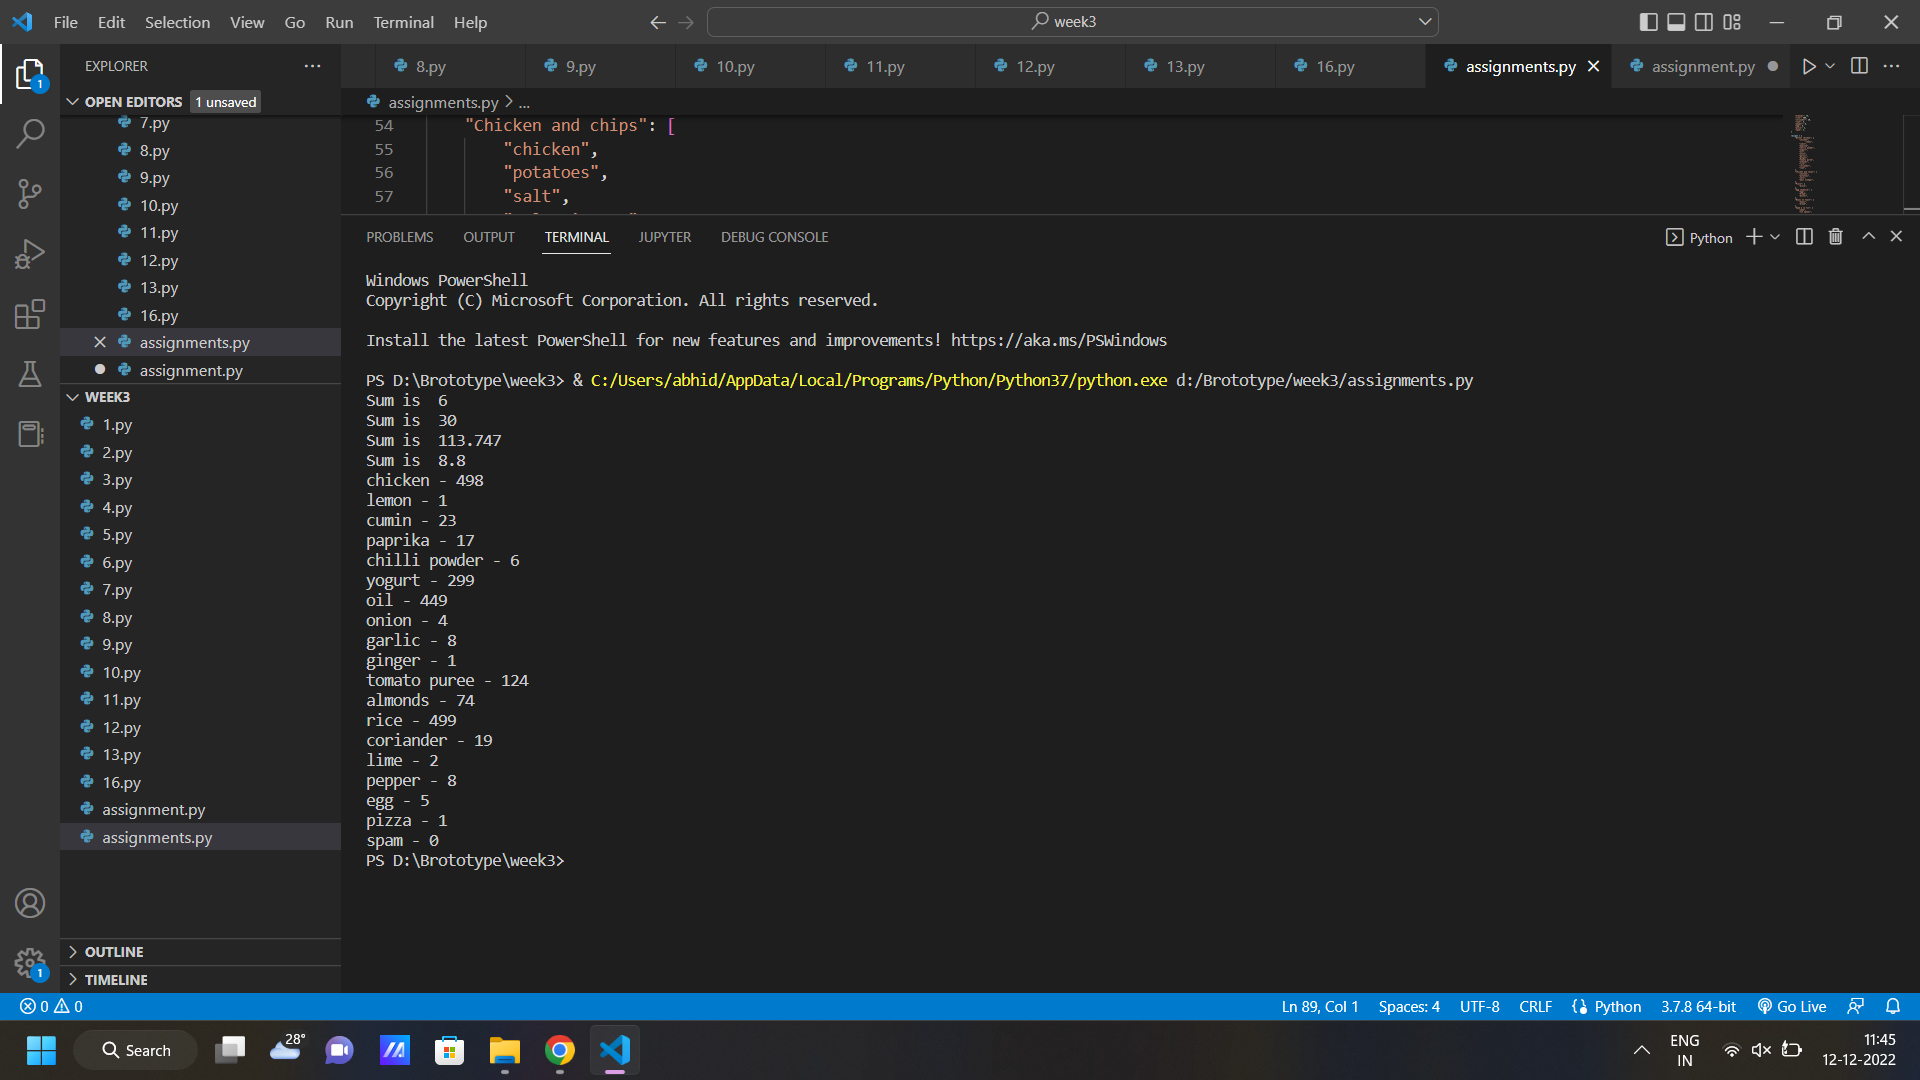 File Edit Selection View Go Run Terminal Help
week3
EXPLORER
8.py 9.py 10.py 11.py 12.py 13.py 16.py assignments.py assignment.py
1
OPEN EDITORS 1 unsaved
7.py
8.py
9.py
10.py
11.py
12.py
13.py
16.py
assignments.py
assignment.py
WEEK3
1.py
2.py
3.py
4.py
5.py
6.py
7.py
8.py
9.py
10.py
11.py
12.py
13.py
16.py
assignment.py
assignments.py
OUTLINE
TIMELINE
1
assignments.py > ...
54 "Chicken and chips": [
55 "chicken",
56 "potatoes",
57 "salt",
PROBLEMS OUTPUT TERMINAL JUPYTER DEBUG CONSOLE
Python
Windows PowerShell
Copyright (C) Microsoft Corporation. All rights reserved.
Install the latest PowerShell for new features and improvements! https://aka.ms/PSWindows
PS D:\Brototype\week3> & C:/Users/abhid/AppData/Local/Programs/Python/Python37/python.exe d:/Brototype/week3/assignments.py
Sum is  6
Sum is  30
Sum is  113.747
Sum is  8.8
chicken - 498
lemon - 1
cumin - 23
paprika - 17
chilli powder - 6
yogurt - 299
oil - 449
onion - 4
garlic - 8
ginger - 1
tomato puree - 124
almonds - 74
rice - 499
coriander - 19
lime - 2
pepper - 8
egg - 5
pizza - 1
spam - 0
PS D:\Brototype\week3>
0 0
Ln 89, Col 1 Spaces: 4 UTF-8 CRLF Python 3.7.8 64-bit Go Live
Search
28°
ENG
IN
11:45
12-12-2022